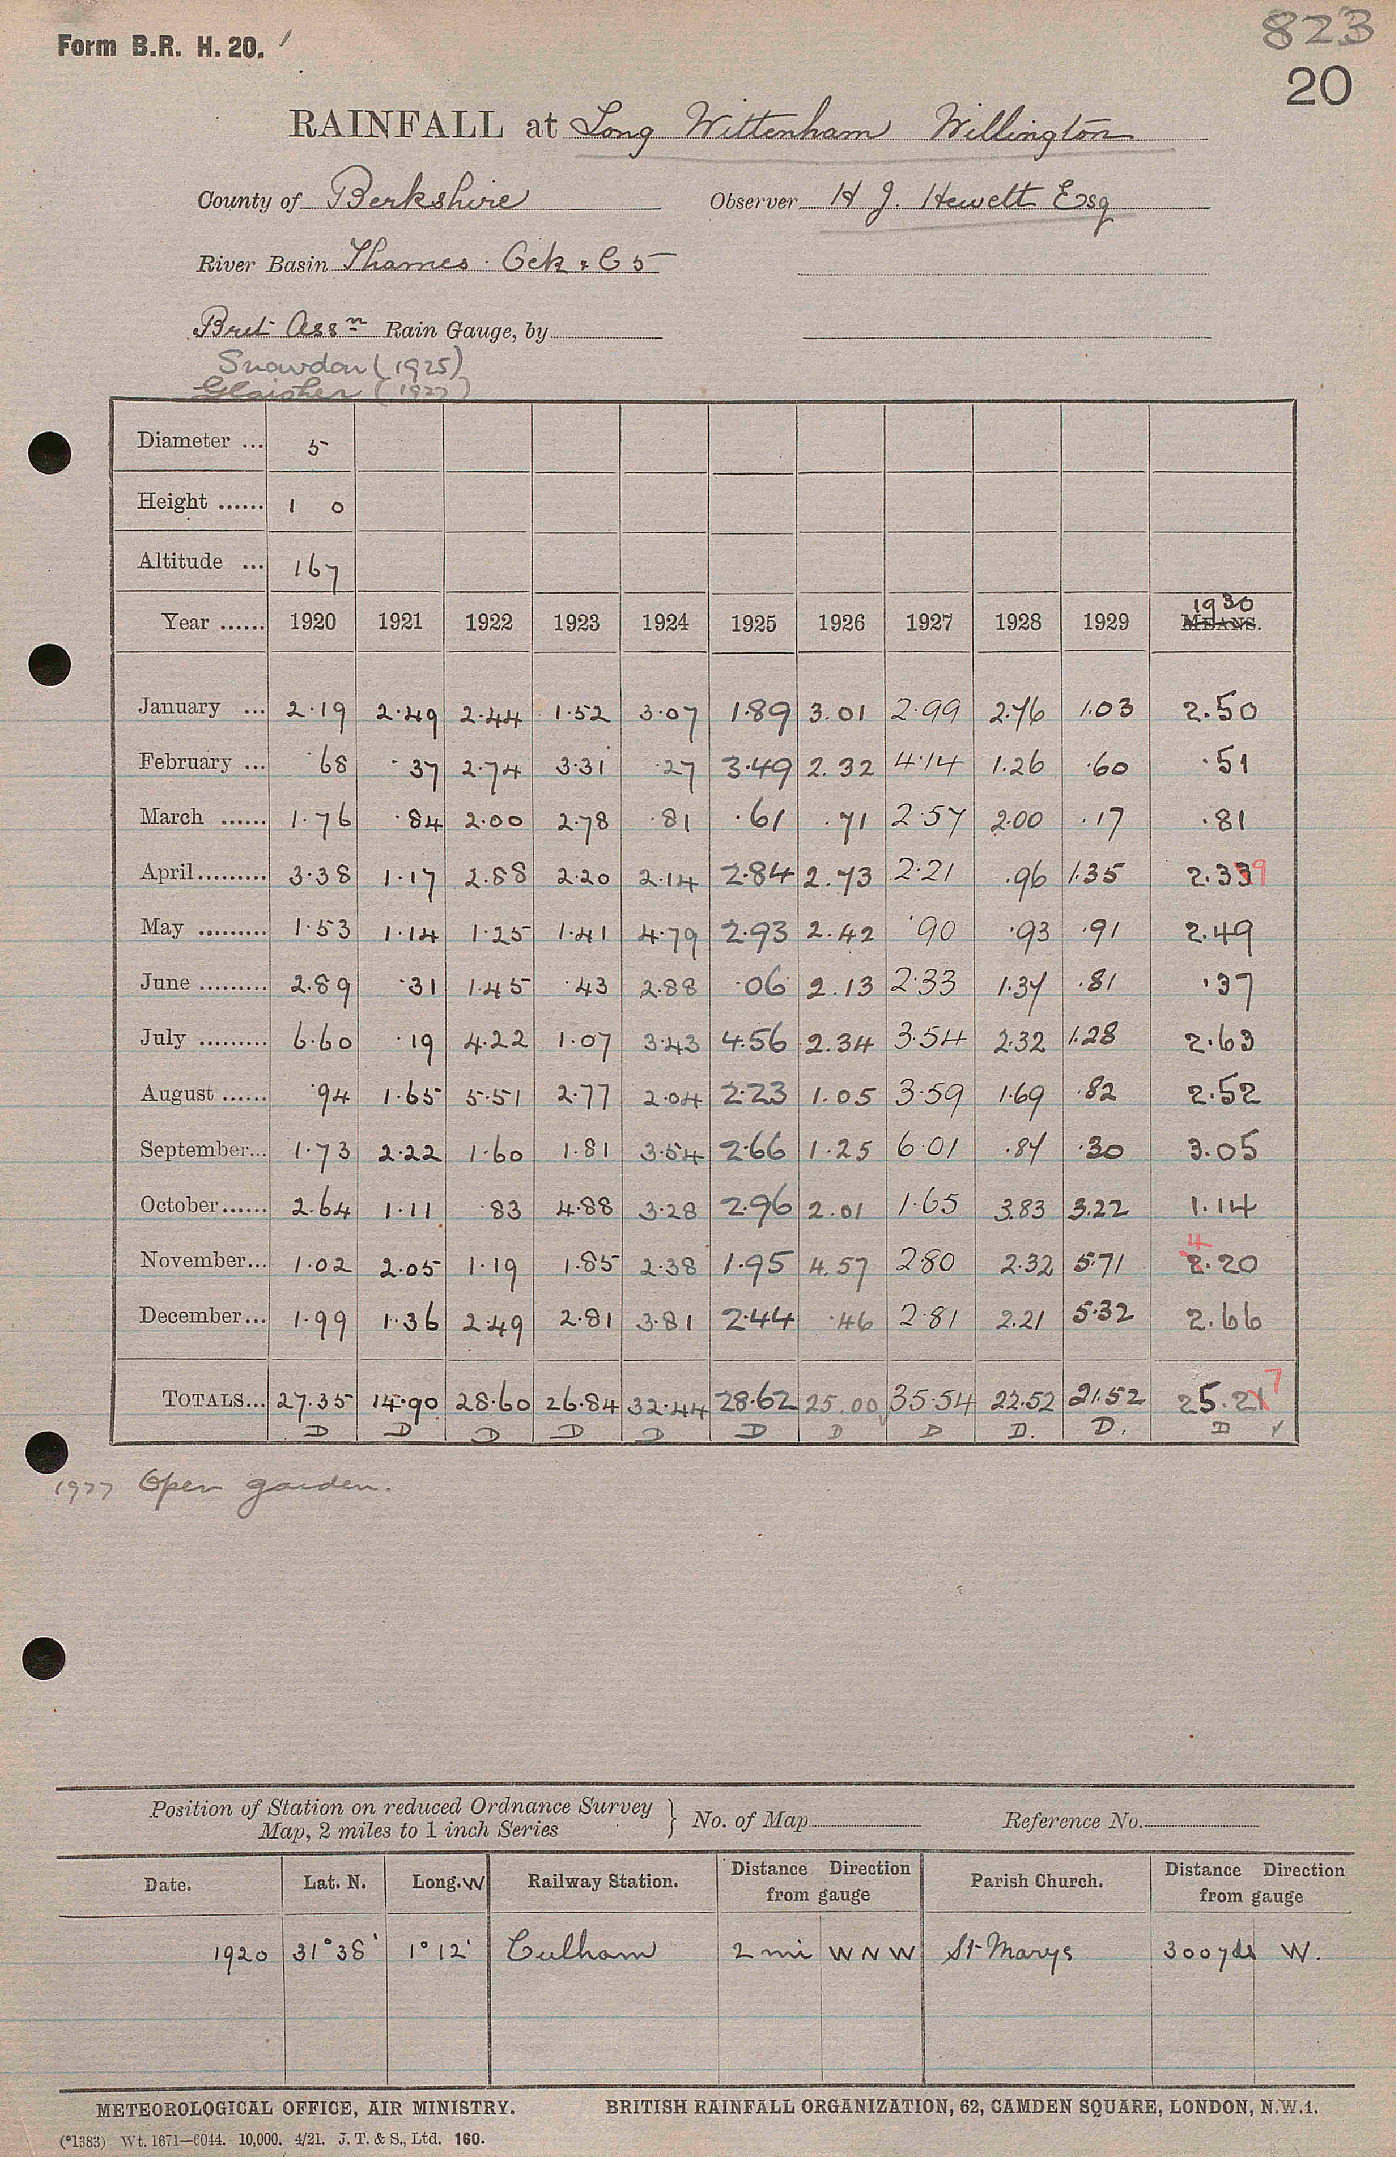 Form B.R. H. 20.
823
20
RAINFALL at Long Wittenham Willington
County of Berkshire Observer H J. Hewett Esq
River Basin Thames. Ock & C 5
Brit Assn Rain Gauge, by
Snowdon (1925)
Glaisher (1927)
Diameter ... 5
Height ...... 1 0
Altitude ... 167
Year ...... 1920 1921 1922 1923 1924 1925 1926 1927 1928 1929 1930 MEANS.
January ... 2.19 2.49 2.44 1.52 3.07 1.89 3.01 2.99 2.76 1.03 2.50
February ... .68 .37 2.74 3.31 .27 3.49 2.32 4.14 1.26 .60 .51
March ...... 1.76 .84 2.00 2.78 .81 .61 .71 2.57 2.00 .17 .81
April......... 3.38 1.17 2.88 2.20 2.14 2.84 2.73 2.21 .96 1.35 2.339
May ......... 1.53 1.14 1.25 1.41 4.79 2.93 2.42 .90 .93 .91 2.49
June ......... 2.89 .31 1.45 .43 2.88 .06 2.13 2.33 1.37 .81 .37
July ......... 6.60 .19 4.22 1.07 3.43 4.56 2.34 3.54 2.32 1.28 2.63
August ...... .94 1.65 5.51 2.77 2.04 2.23 1.05 3.59 1.69 .82 2.52
September... 1.73 2.22 1.60 1.81 3.54 2.66 1.25 6.01 .87 .30 3.05
October...... 2.64 1.11 .83 4.88 3.28 2.96 2.01 1.65 3.83 3.22 1.14
4
November... 1.02 2.05 1.19 1.85 2.38 1.95 4.57 2.80 2.32 5.71 2.20
December... 1.99 1.36 2.49 2.81 3.81 2.44 .46 2.81 2.21 5.32 2.66
7
TOTALS... 27.35 14.90 28.60 26.84 32.44 28.62 25.00 35.54 22.52 21.52 25.21
D D D D D D D D D. D. D ✓
1927 Open garden.
Position of Station on reduced Ordnance Survey Map, 2 miles to 1 inch Series } No. of Map Reference No.
Date. Lat. N. Long. W Railway Station. Distance Direction from gauge Parish Church. Distance Direction from gauge
1920 31° 38' 1° 12' Culham 2 mi W N W St Marys 300 yds W.
METEOROLOGICAL OFFICE, AIR MINISTRY. BRITISH RAINFALL ORGANIZATION, 62, CAMDEN SQUARE, LONDON, N.W.1.
(*1383) Wt. 1671—6044. 10,000. 4/21. J. T. & S., Ltd. 160.